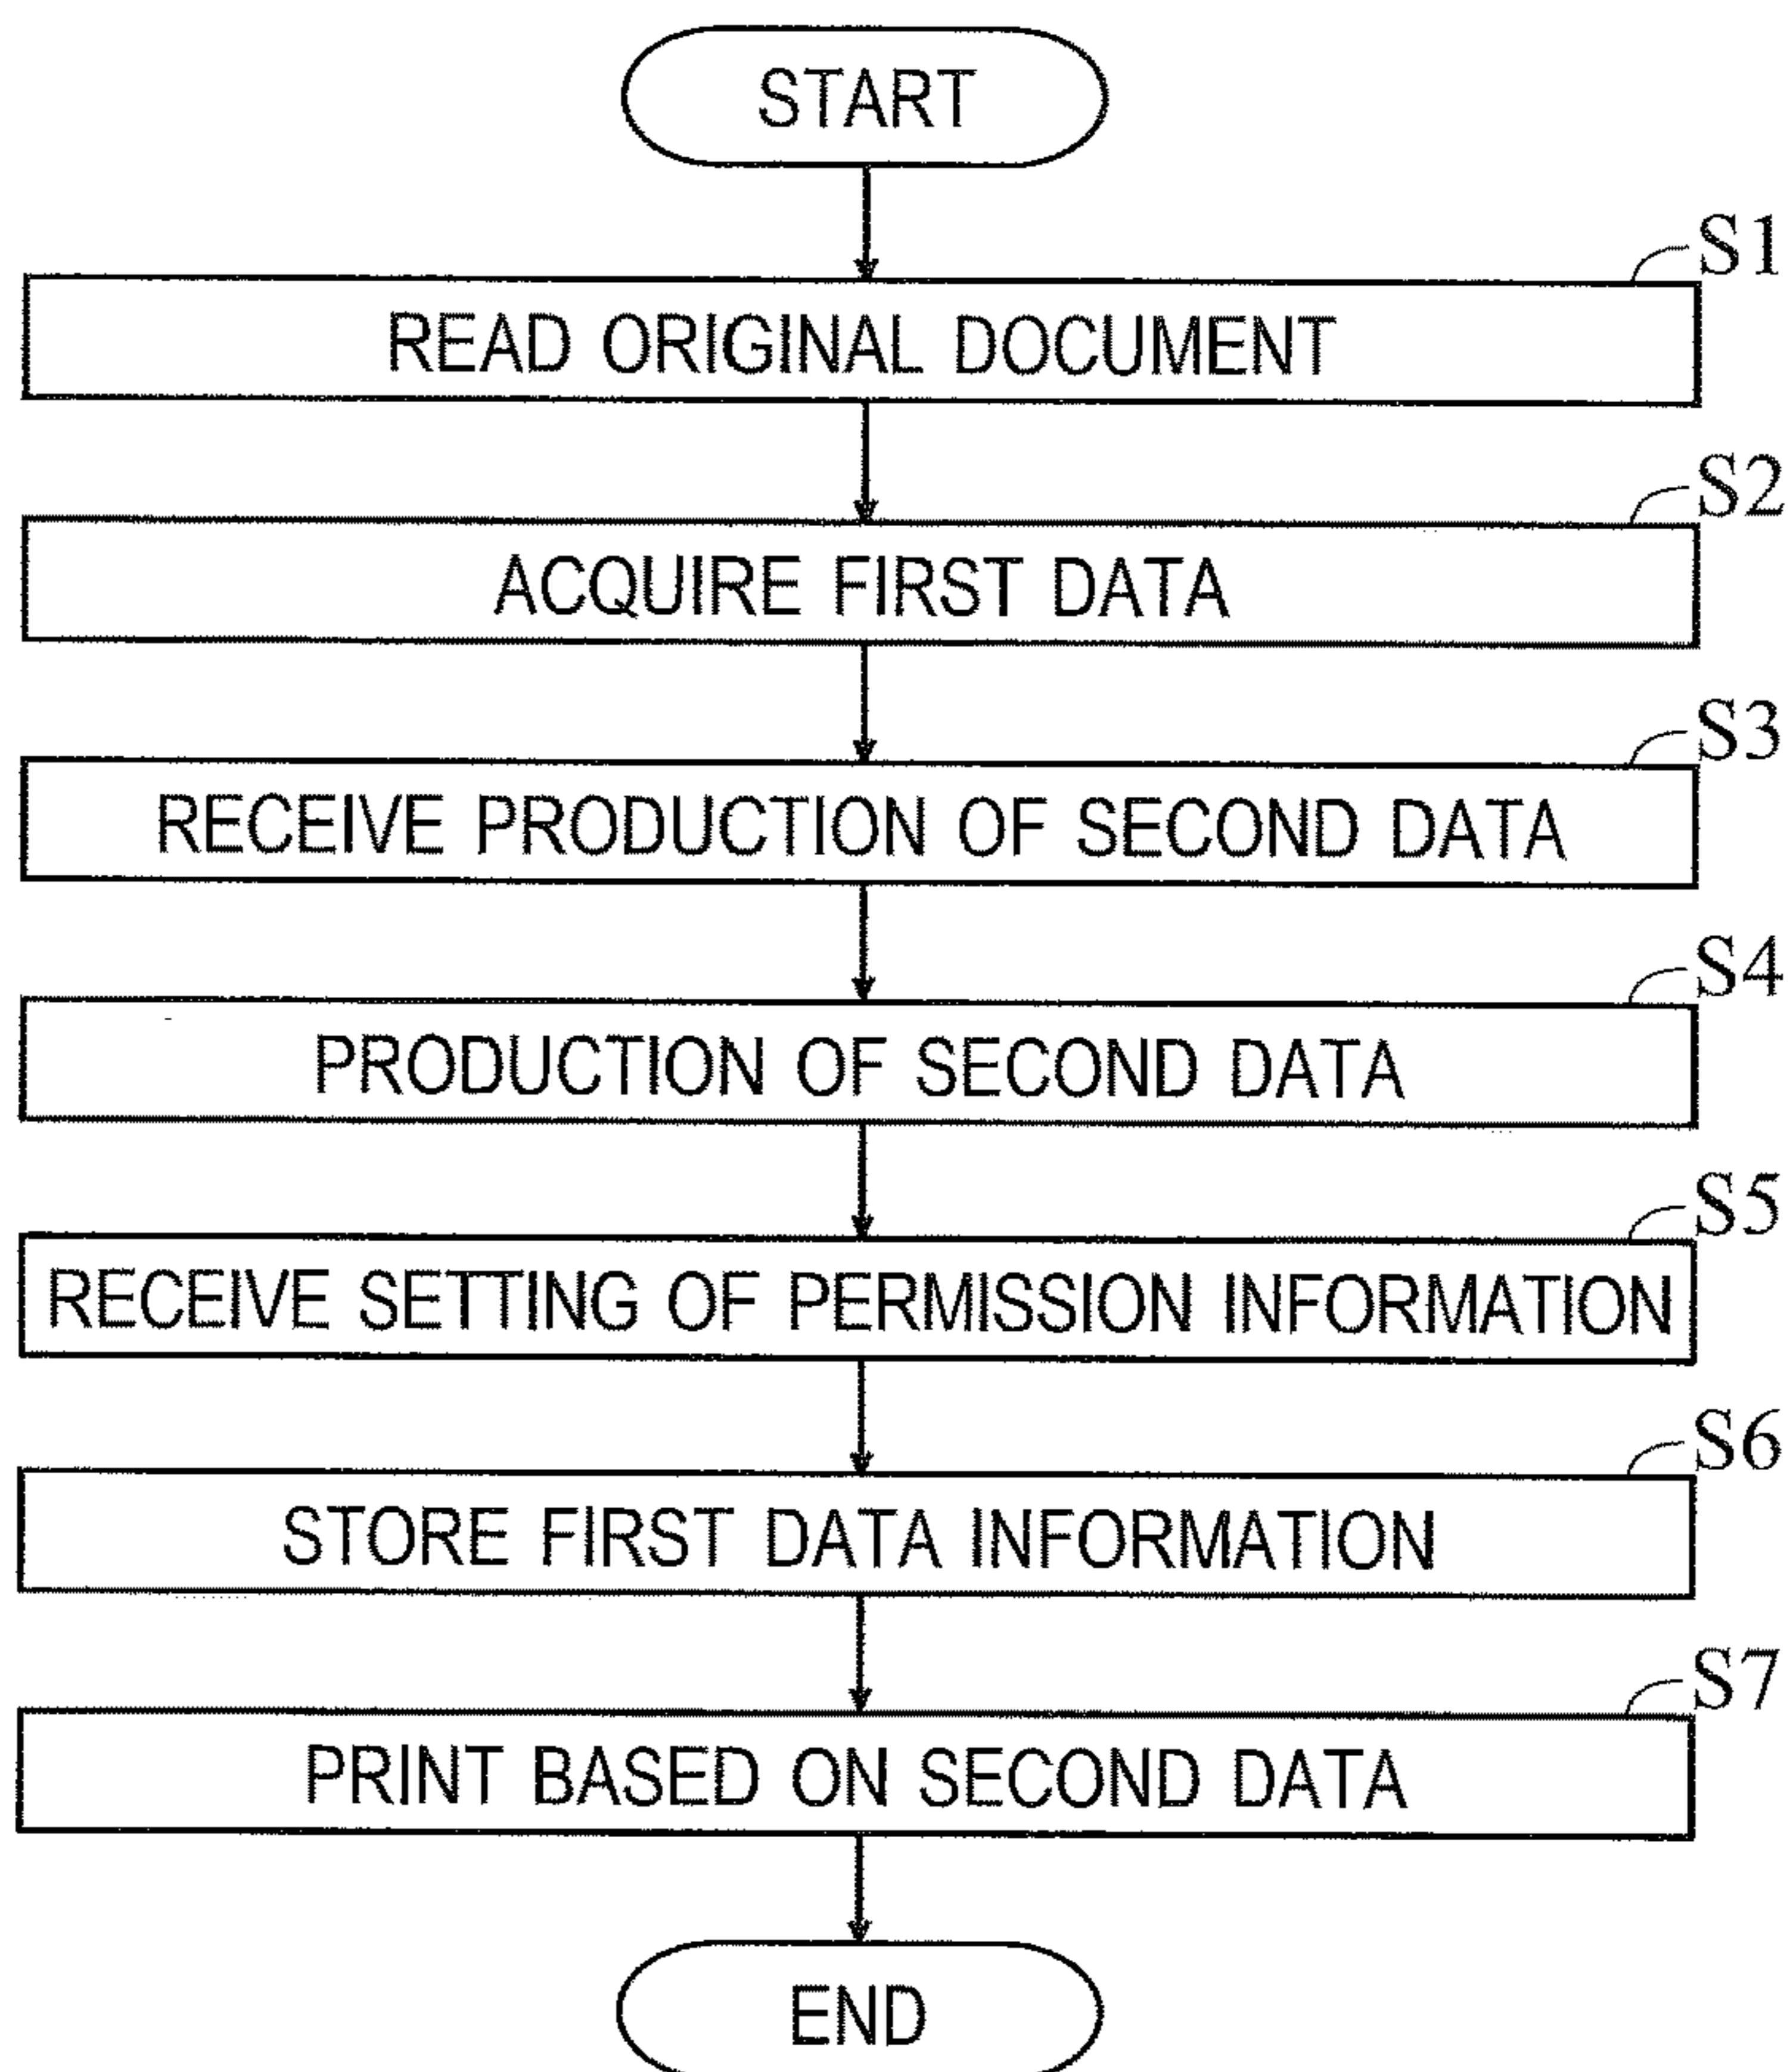 START
S1
READ ORIGINAL DOCUMENT
S2
ACQUIRE FIRST DATA
S3
RECEIVE PRODUCTION OF SECOND DATA
S4
PRODUCTION OF SECOND DATA
S5
RECEIVE SETTING OF PERMISSION INFORMATION
S6
STORE FIRST DATA INFORMATION
S7
PRINT BASED ON SECOND DATA
END